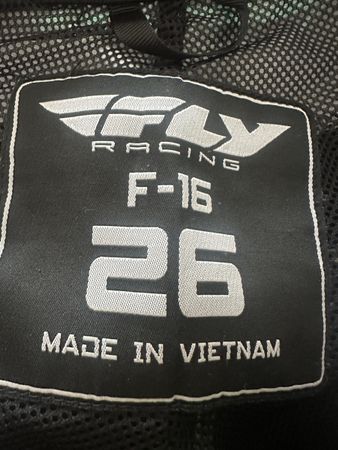 FLY
RACING
F-16
26
MADE IN VIETNAM